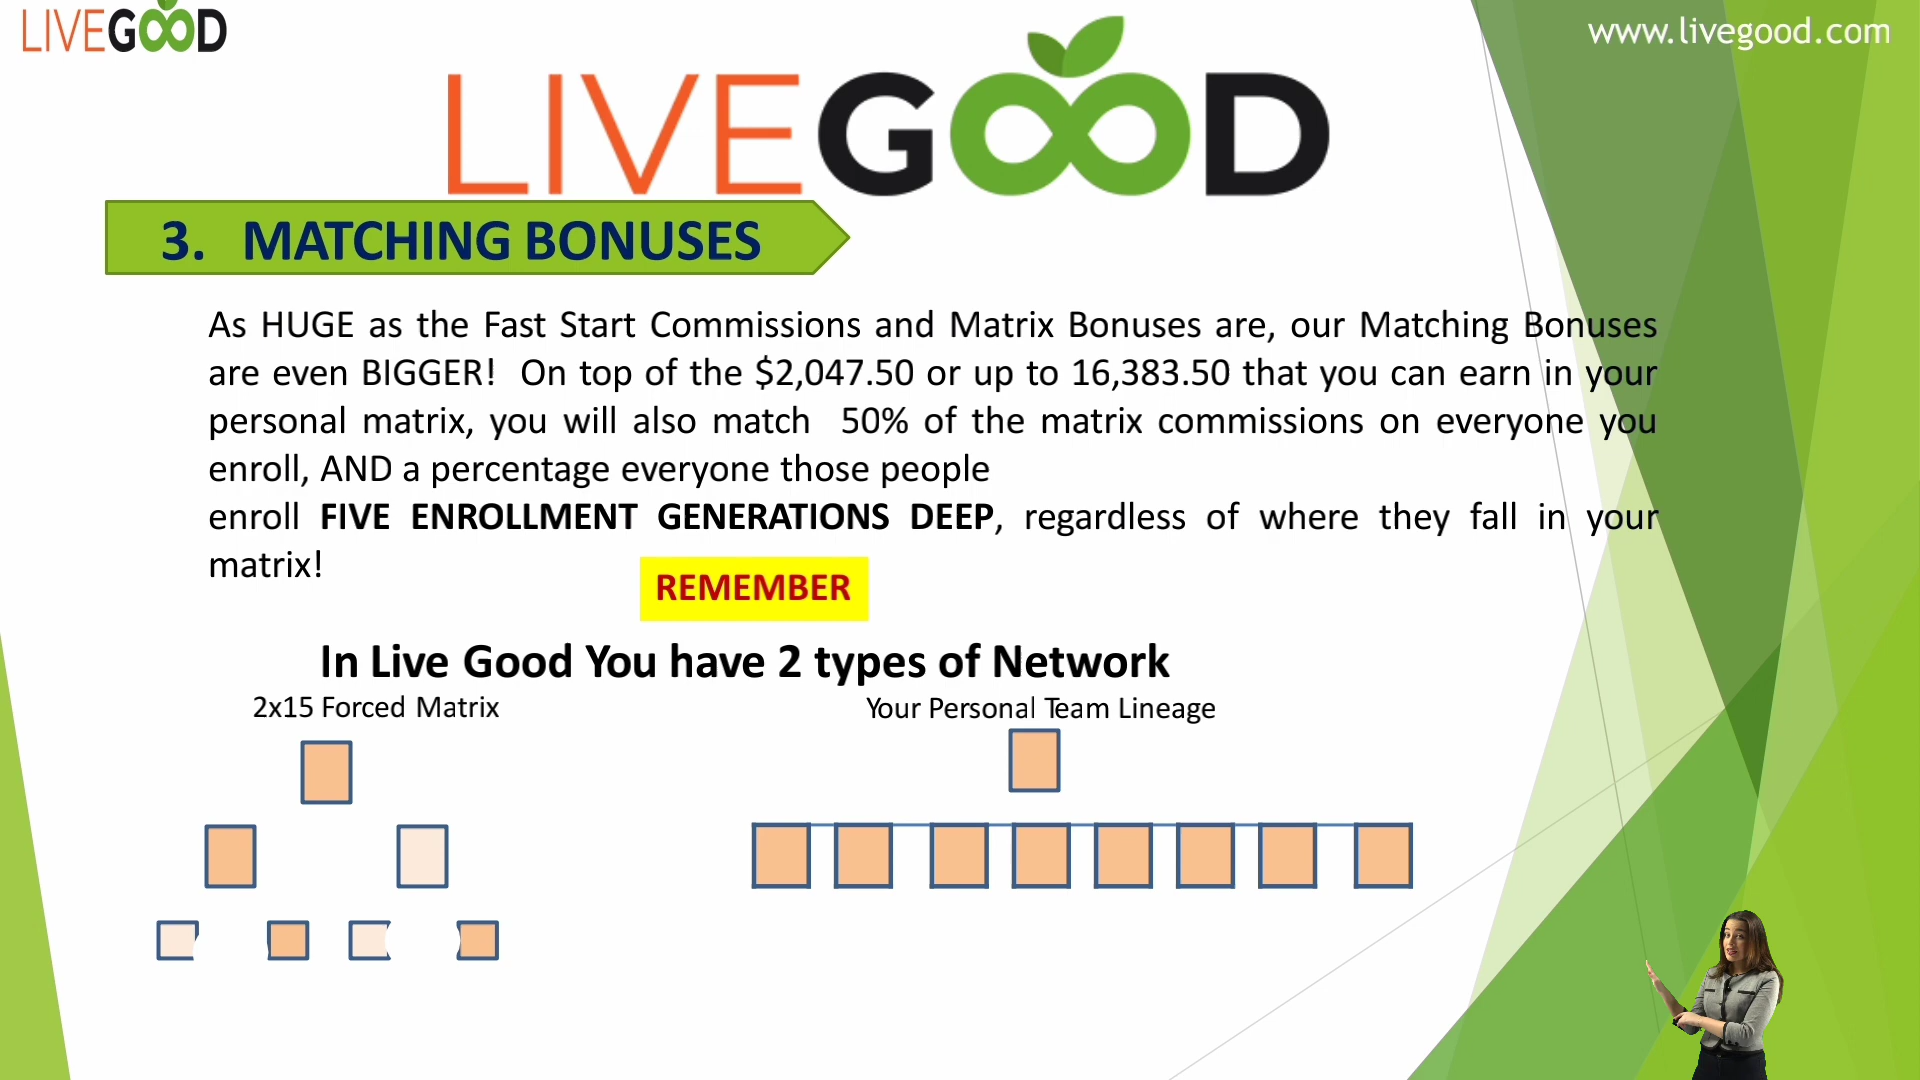 LIVEGOOD
www.livegood.com
LIVEGOOD
3. MATCHING BONUSES
As HUGE as the Fast Start Commissions and Matrix Bonuses are, our Matching Bonuses
are even BIGGER! On top of the $2,047.50 or up to 16,383.50 that you can earn in your
personal matrix, you will also match 50% of the matrix commissions on everyone you
enroll, AND a percentage everyone those people
enroll FIVE ENROLLMENT GENERATIONS DEEP, regardless of where they fall in your
matrix!
REMEMBER
In Live Good You have 2 types of Network
2x15 Forced Matrix
Your Personal Team Lineage